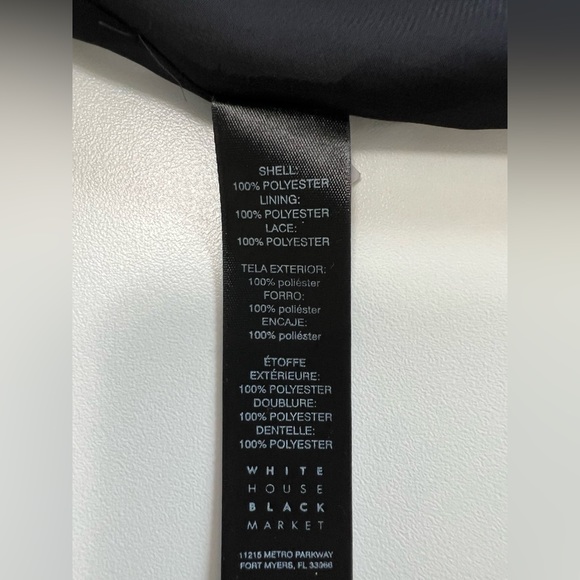 SHELL:
100% POLYESTER
LINING:
100% POLYESTER
LACE:
100% POLYESTER
TELA EXTERIOR:
100% poliéster
FORRO:
100% poliéster
ENCAJE:
100% poliéster
ÉTOFFE
EXTÉRIEURE:
100% POLYESTER
DOUBLURE:
100% POLYESTER
DENTELLE:
100% POLYESTER
WHITE
HOUSE
BLACK
MARKET
11215 METRO PARKWAY
FORT MYERS, FL 33966